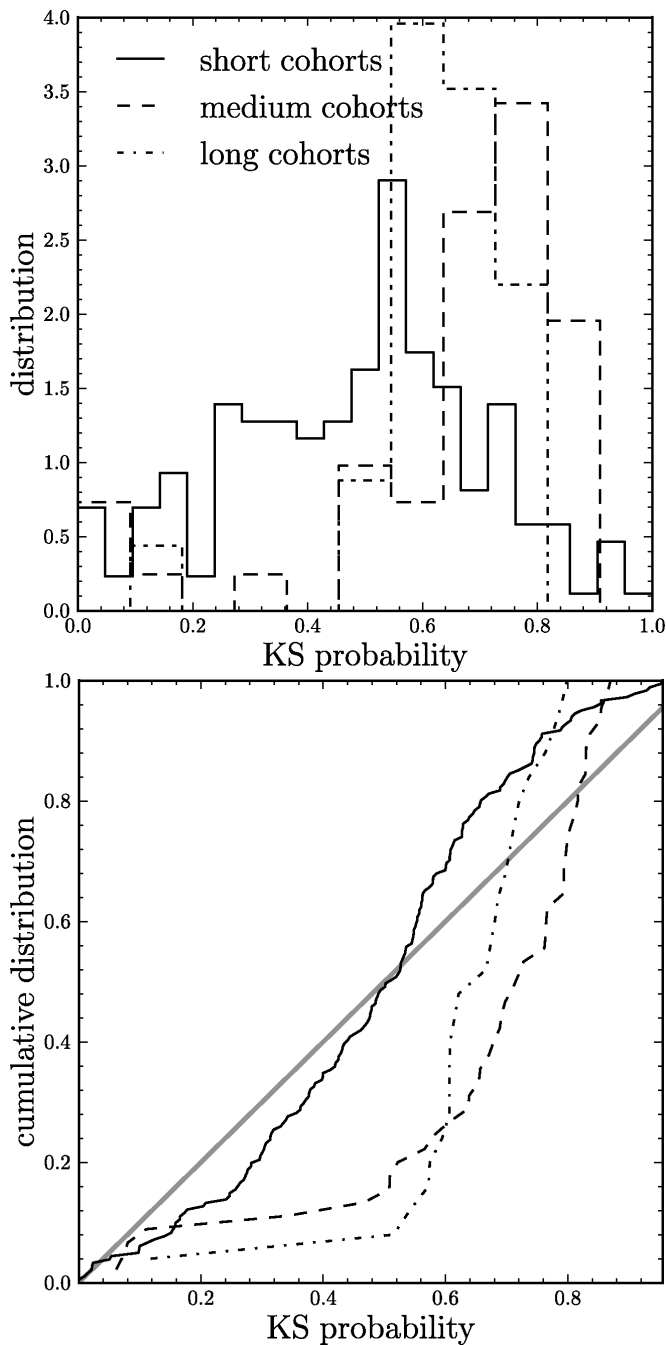 4.0
3.5
3.0
2.5
2.0
1.5
1.0
0.5
0.0
distribution
short cohorts
medium cohorts
long cohorts
0.0 0.2 0.4 0.6 0.8 1.0
KS probability
1.0
0.8
0.6
0.4
0.2
0.0
cumulative distribution
0.2 0.4 0.6 0.8
KS probability